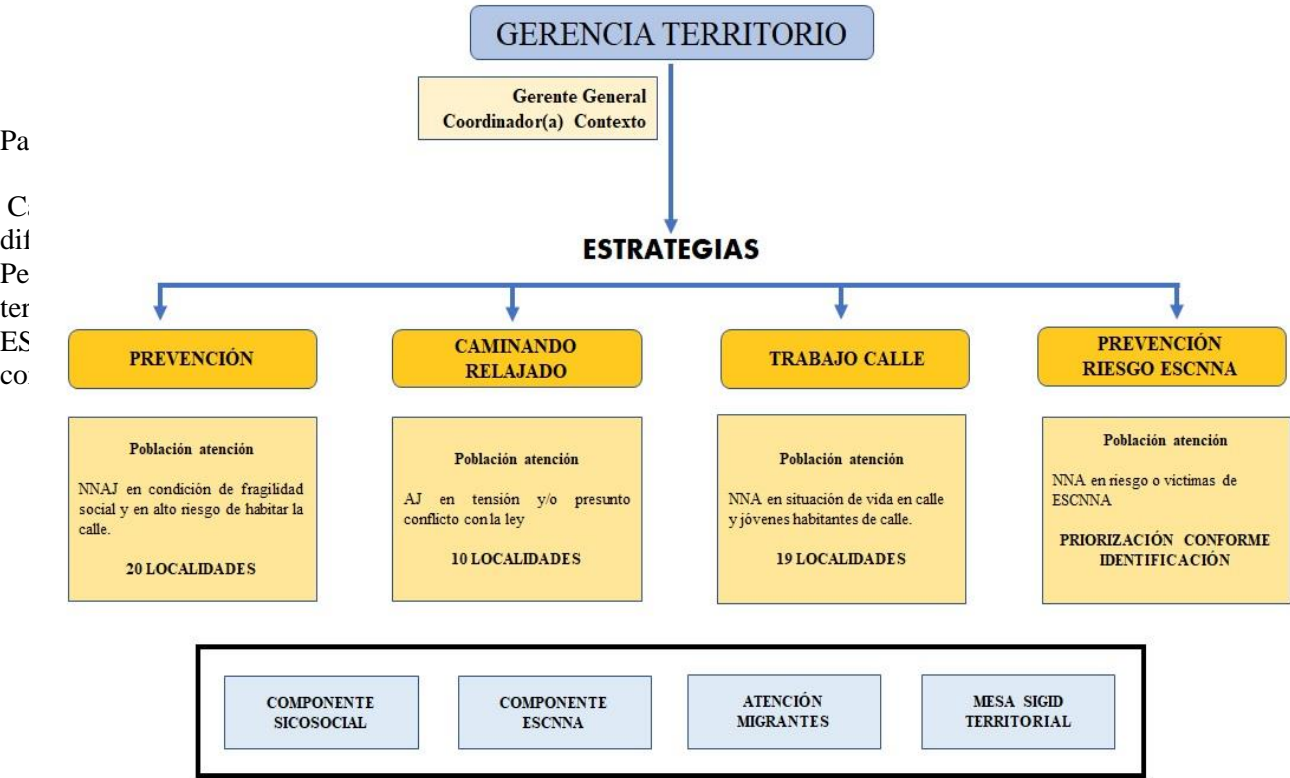 GERENCIA TERRITORIO
Gerente General
Coordinador(a) Contexto
ESTRATEGIAS
PREVENCIÓN
CAMINANDO
RELAJADO
TRABAJO CALLE
PREVENCIÓN
RIESGO ESCNNA
Población atención
NNAJ en condición de fragilidad
social y en alto riesgo de habitar la
calle.
20 LOCALIDADES
Población atención
AJ en tensión y/o presunto
conflicto con la ley
10 LOCALIDADES
Población atención
NNA en situación de vida en calle
y jóvenes habitantes de calle.
19 LOCALIDADES
Población atención
NNA en riesgo o victimas de
ESCNNA
PRIORIZACIÓN CONFORME
IDENTIFICACIÓN
COMPONENTE
SICOSOCIAL
COMPONENTE
ESCNNA
ATENCIÓN
MIGRANTES
MESA SIGID
TERRITORIAL